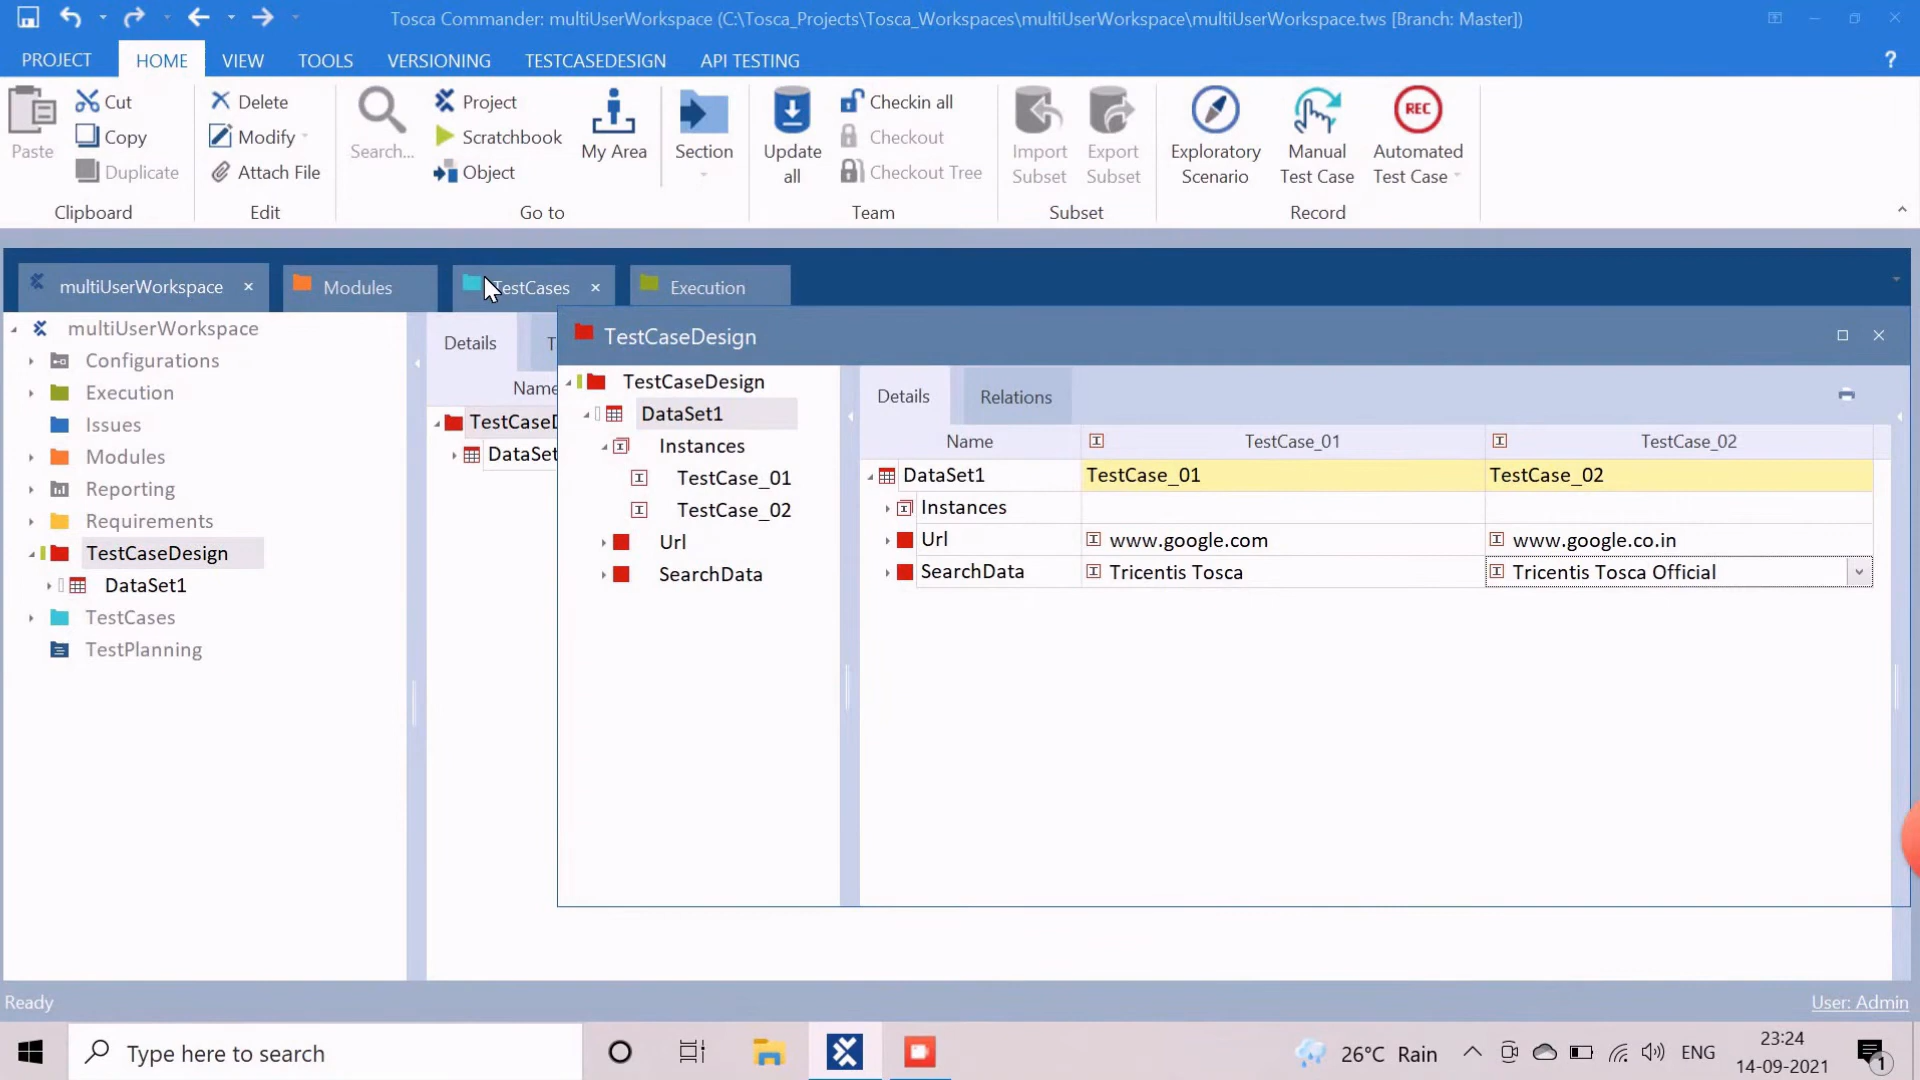 Tosca Commander: multiUserWorkspace (C:\Tosca_Projects\Tosca_Workspaces\multiUserWorkspace\multiUserWorkspace.tws [Branch: Master])
PROJECT HOME VIEW TOOLS VERSIONING TESTCASEDESIGN API TESTING ?
Paste
Cut
Copy
Duplicate
Clipboard
Delete
Modify
Attach File
Edit
Search...
Project
Scratchbook
Object
My Area
Section
Go to
Update all
Checkin all
Checkout
Checkout Tree
Team
Import Subset
Export Subset
Subset
Exploratory Scenario
Manual Test Case
REC
Automated Test Case
Record
multiUserWorkspace Modules TestCases Execution
multiUserWorkspace
Configurations
Execution
Issues
Modules
Reporting
Requirements
TestCaseDesign
DataSet1
TestCases
TestPlanning
Details
Name
TestCaseD
DataSet
TestCaseDesign
TestCaseDesign
DataSet1
Instances
TestCase_01
TestCase_02
Url
SearchData
Details Relations
Name TestCase_01 TestCase_02
DataSet1 TestCase_01 TestCase_02
Instances
Url www.google.com www.google.co.in
SearchData Tricentis Tosca Tricentis Tosca Official
Ready User: Admin
Type here to search
26°C Rain
ENG
23:24
14-09-2021
1